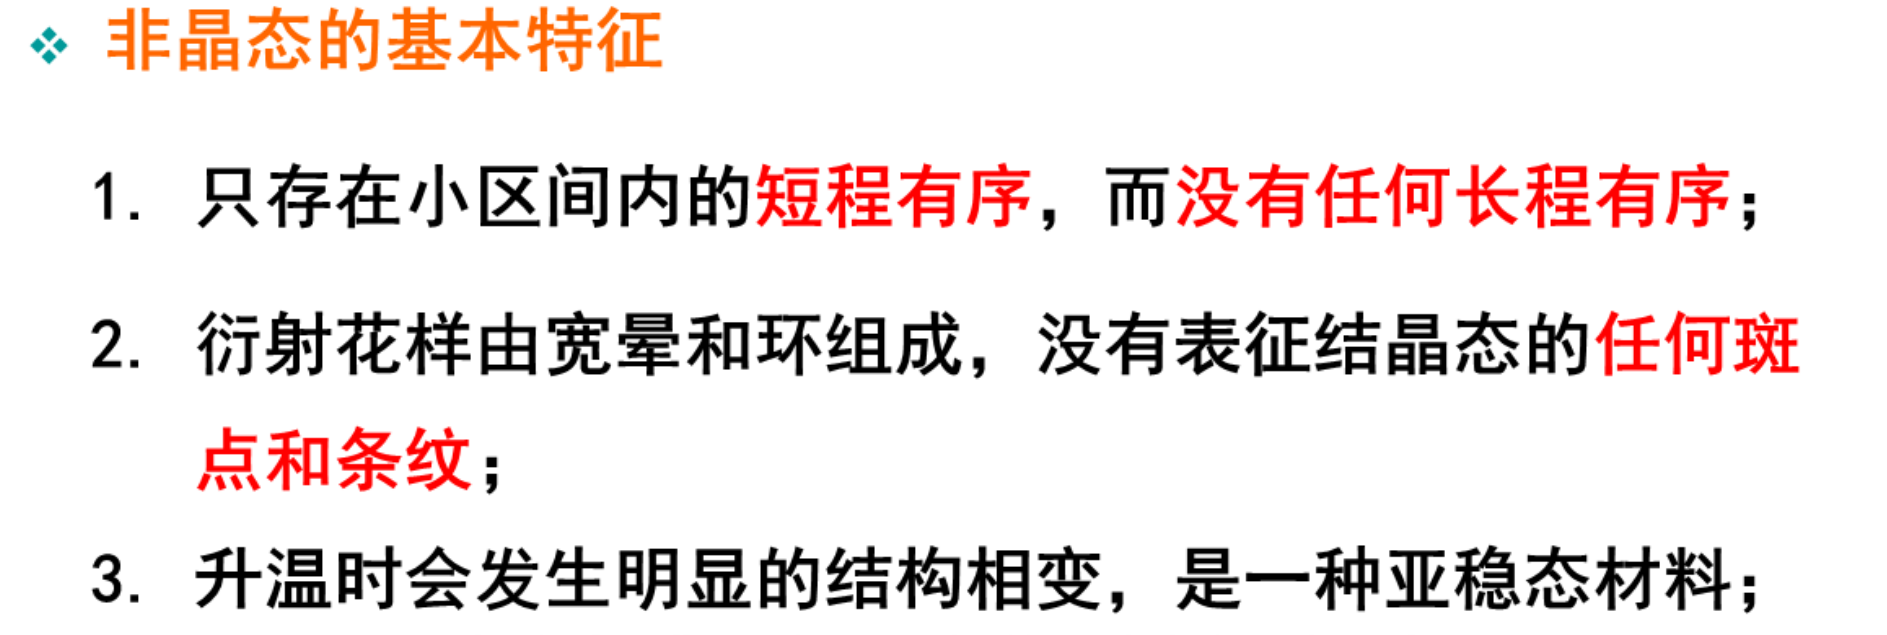 ❖ 非晶态的基本特征
1. 只存在小区间内的短程有序，而没有任何长程有序；
2. 衍射花样由宽晕和环组成，没有表征结晶态的任何斑
点和条纹；
3. 升温时会发生明显的结构相变，是一种亚稳态材料；